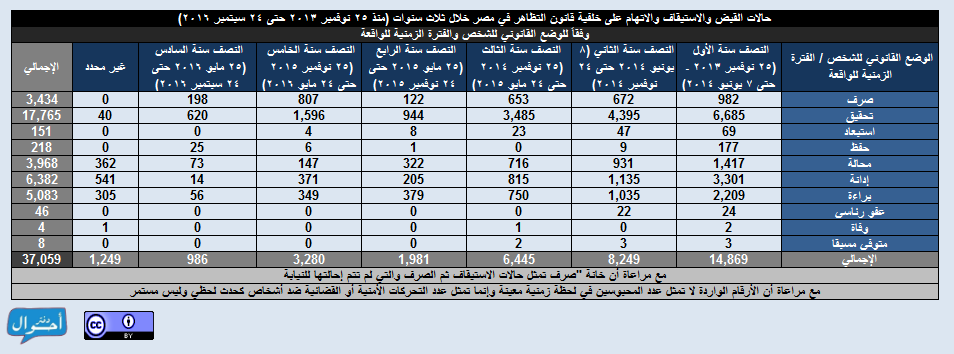 حالات القبض والاستيقاف والاتهام على خلفية قانون التظاهر في مصر خلال ثلاث سنوات (منذ ٢٥ نوفمبر ٢٠١٣ حتى ٢٤ سبتمبر ٢٠١٦)
وفقاً للوضع القانوني للشخص والفترة الزمنية للواقعة
الوضع القانوني للشخص / الفترة الزمنية للواقعة | النصف سنة الأول (٢٥ نوفمبر ٢٠١٣ - حتى ٧ يونيو ٢٠١٤) | النصف سنة الثاني (٨ يونيو ٢٠١٤ حتى ٢٤ نوفمبر ٢٠١٤) | النصف سنة الثالث (٢٥ نوفمبر ٢٠١٤ حتى ٢٤ مايو ٢٠١٥) | النصف سنة الرابع (٢٥ مايو ٢٠١٥ حتى ٢٤ نوفمبر ٢٠١٥) | النصف سنة الخامس (٢٥ نوفمبر ٢٠١٥ حتى ٢٤ مايو ٢٠١٦) | النصف سنة السادس (٢٥ مايو ٢٠١٦ حتى ٢٤ سبتمبر ٢٠١٦) | غير محدد | الإجمالي
صرف 982 672 653 122 807 198 0 3,434
تحقيق 6,685 4,395 3,485 944 1,596 620 40 17,765
استبعاد 69 47 23 8 4 0 0 151
حفظ 177 9 0 1 6 25 0 218
محالة 1,417 931 716 322 147 73 362 3,968
إدانة 3,301 1,135 815 205 371 14 541 6,382
براءة 2,209 1,035 750 379 349 56 305 5,083
عفو رئاسي 24 22 0 0 0 0 0 46
وفاة 2 0 1 0 0 0 1 4
متوفى مسبقا 3 3 2 0 0 0 0 8
الإجمالي 14,869 8,249 6,445 1,981 3,280 986 1,249 37,059
مع مراعاة أن خانة "صرف تمثل حالات الاستيقاف ثم الصرف والتي لم تتم إحالتها للنيابة
مع مراعاة أن الأرقام الواردة لا تمثل عدد المحبوسين في لحظة زمنية معينة وإنما تمثل عدد التحركات الأمنية أو القضائية ضد أشخاص كحدث لحظي وليس مستمر
دفتر أحوال
cc BY